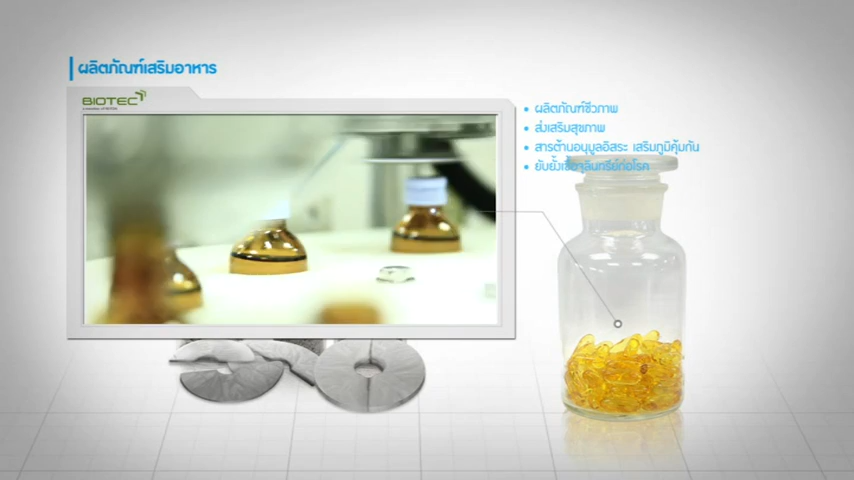 ผลิตภัณฑ์เสริมอาหาร
BIOTEC
ผลิตภัณฑ์ชีวภาพ
ส่งเสริมสุขภาพ
สารต้านอนุมูลอิสระ เสริมภูมิคุ้มกัน
ยับยั้งเชื้อจุลินทรีย์ก่อโรค